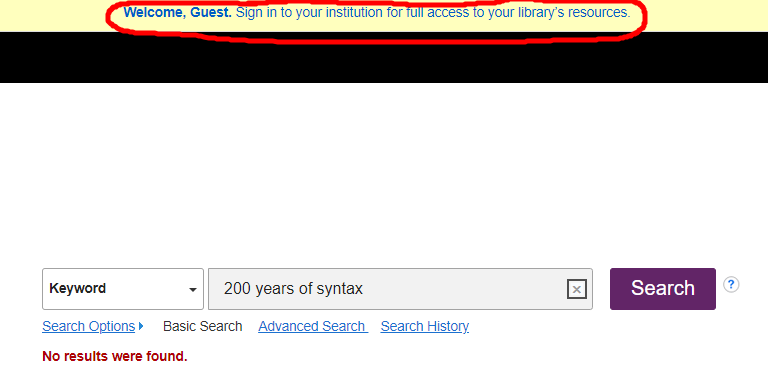 Welcome, Guest. Sign in to your institution for full access to your library's resources.
Keyword 200 years of syntax x Search ?
Search Options Basic Search Advanced Search Search History
No results were found.